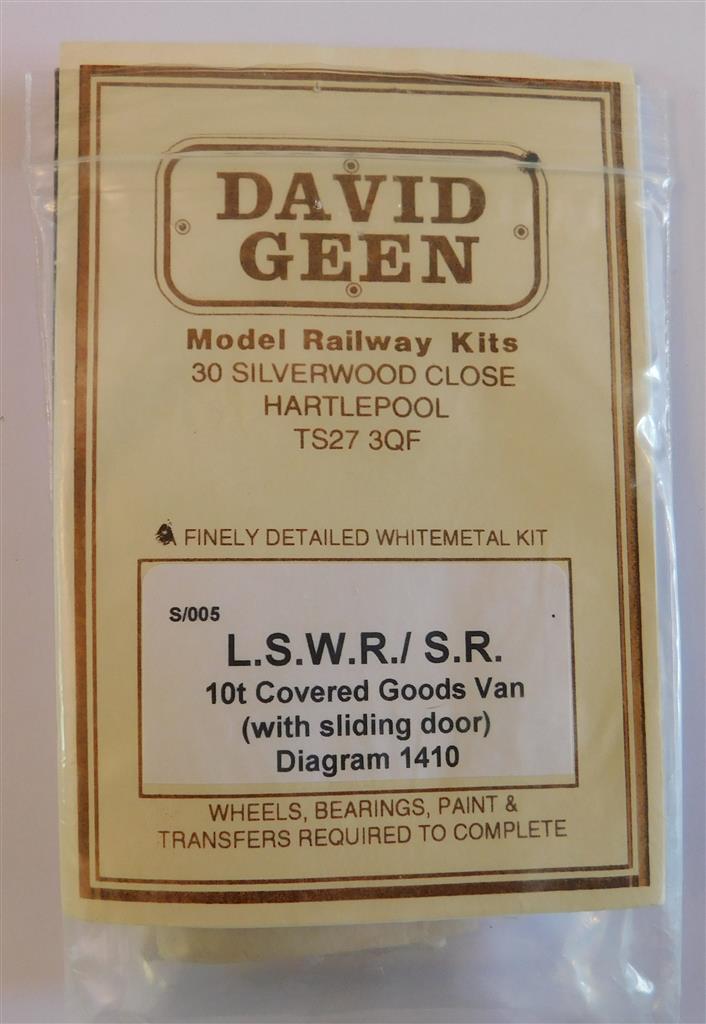 DAVID
GEEN
Model Railway Kits
30 SILVERWOOD CLOSE
HARTLEPOOL
TS27 3QF
A FINELY DETAILED WHITEMETAL KIT
S/005
L.S.W.R./ S.R.
10t Covered Goods Van
(with sliding door)
Diagram 1410
WHEELS, BEARINGS, PAINT &
TRANSFERS REQUIRED TO COMPLETE